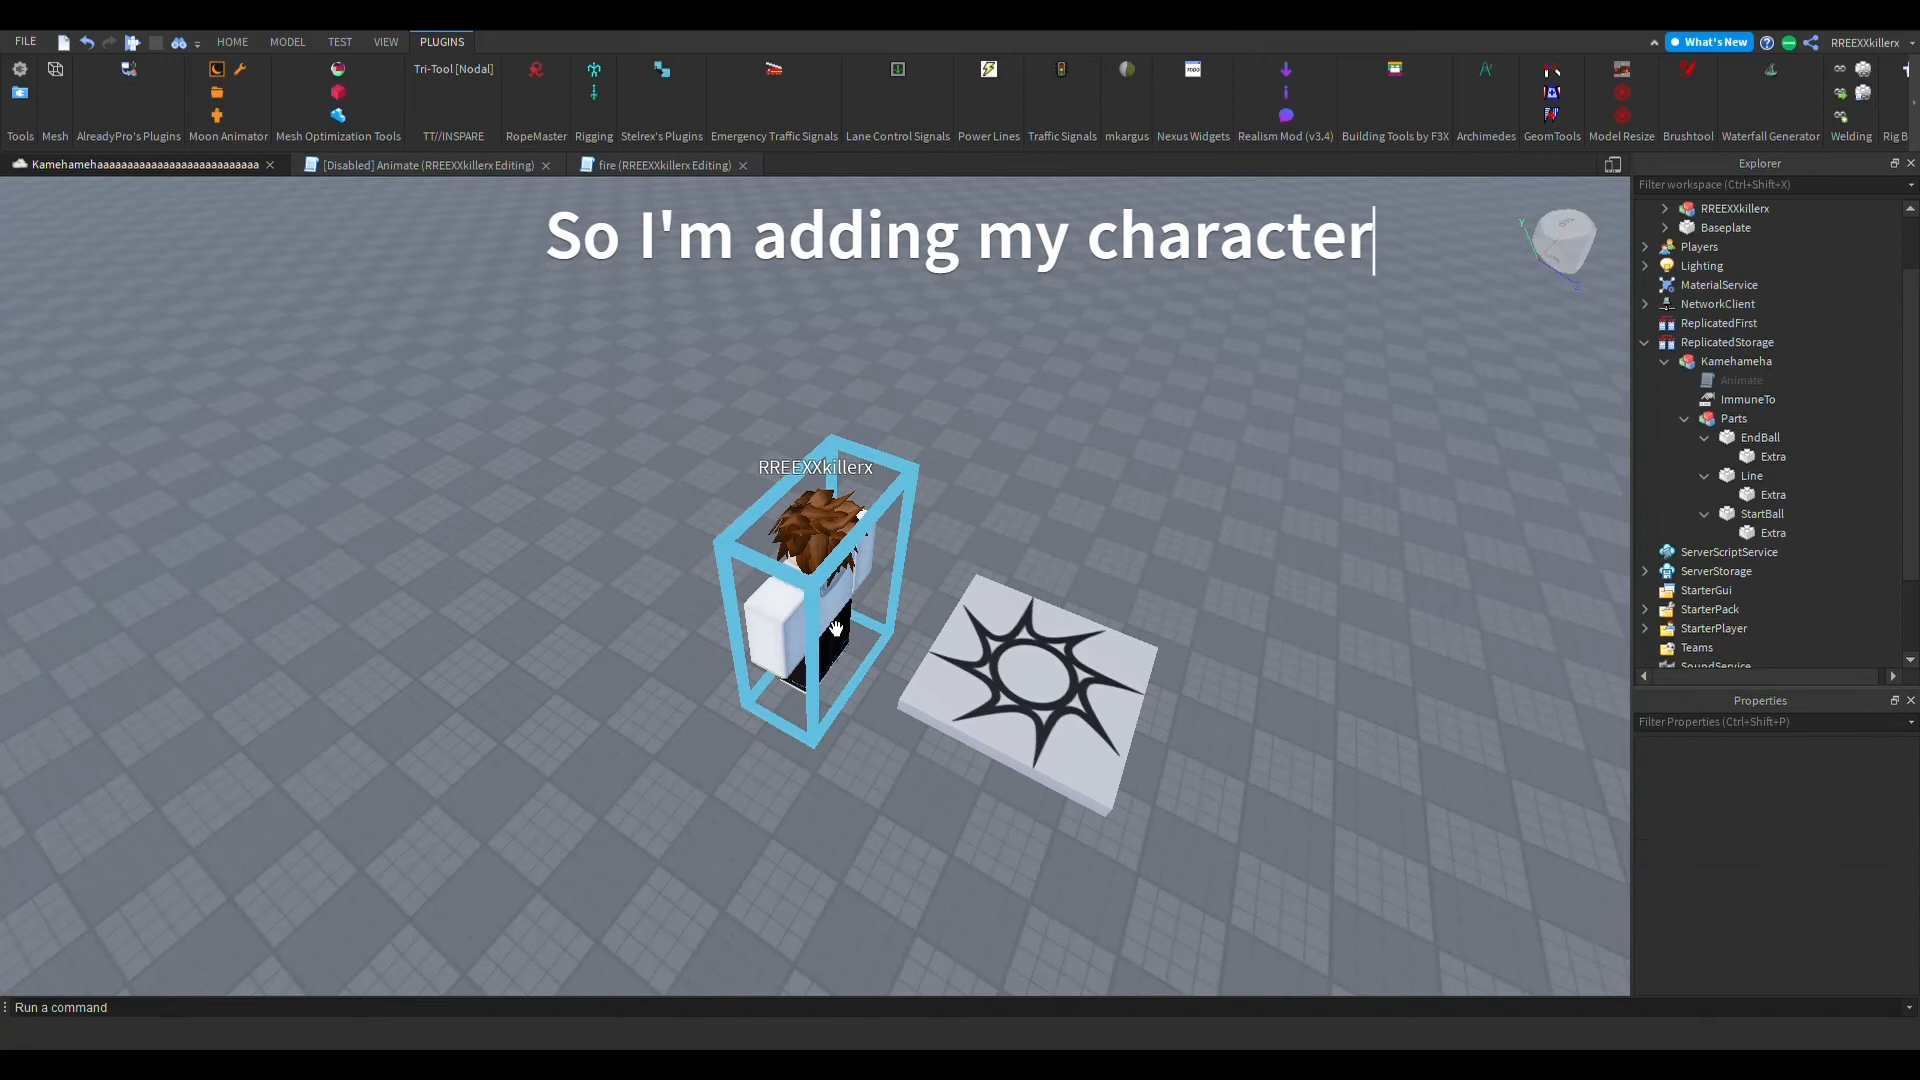 FILE
HOME
MODEL
TEST
VIEW
PLUGINS
What's New
RREEXXkillerx
Tri-Tool [Nodal]
Tools
Mesh
AlreadyPro's Plugins
Moon Animator
Mesh Optimization Tools
TT//INSPARE
RopeMaster
Rigging
Stelrex's Plugins
Emergency Traffic Signals
Lane Control Signals
Power Lines
Traffic Signals
mkargus
Nexus Widgets
Realism Mod (v3.4)
Building Tools by F3X
Archimedes
GeomTools
Model Resize
Brushtool
Waterfall Generator
Welding
Rig B
Kamehamehaaaaaaaaaaaaaaaaaaaaaaaaaaa
[Disabled] Animate (RREEXXkillerx Editing)
fire (RREEXXkillerx Editing)
So I'm adding my character
RREEXXkillerx
Explorer
Filter workspace (Ctrl+Shift+X)
RREEXXkillerx
Baseplate
Players
Lighting
MaterialService
NetworkClient
ReplicatedFirst
ReplicatedStorage
Kamehameha
Animate
ImmuneTo
Parts
EndBall
Extra
Line
Extra
StartBall
Extra
ServerScriptService
ServerStorage
StarterGui
StarterPack
StarterPlayer
Teams
SoundService
Properties
Filter Properties (Ctrl+Shift+P)
Run a command